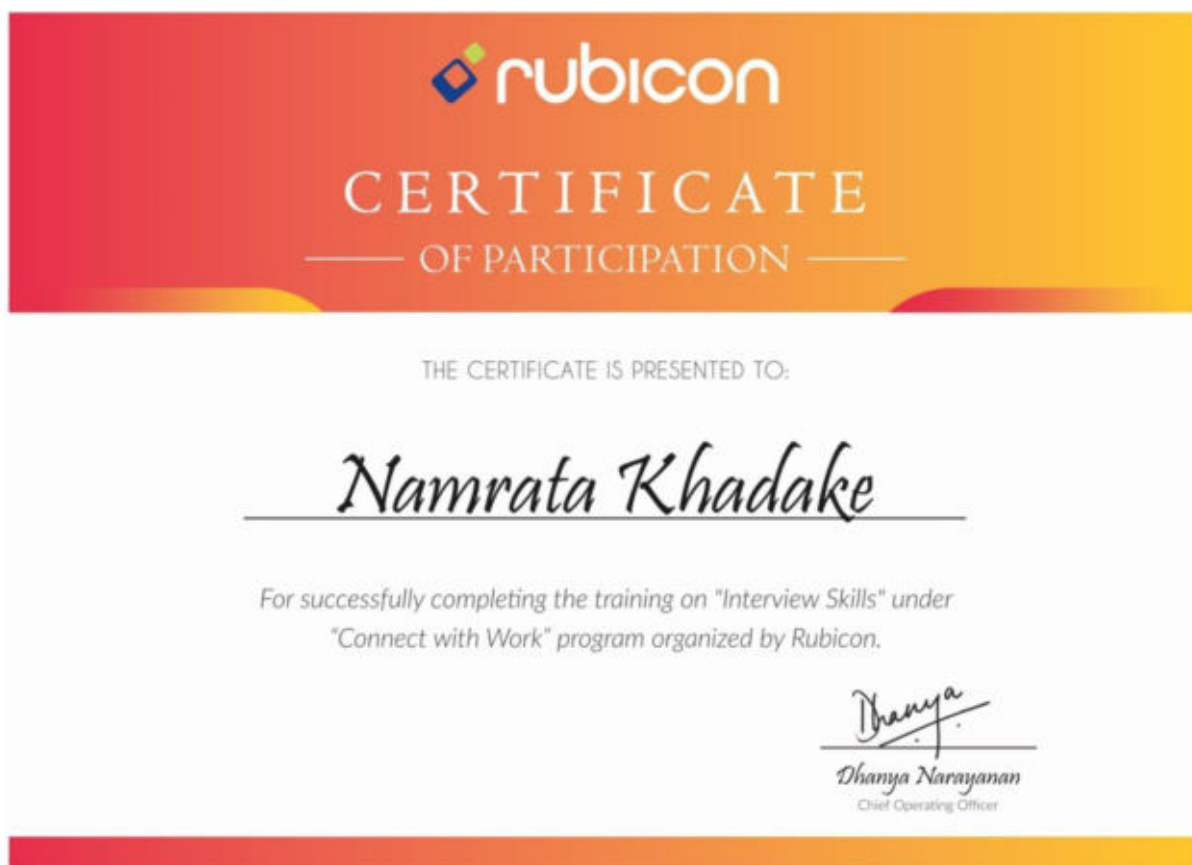 rubicon
CERTIFICATE
OF PARTICIPATION
THE CERTIFICATE IS PRESENTED TO:
Namrata Khadake
For successfully completing the training on "Interview Skills" under
"Connect with Work" program organized by Rubicon.
Dhanya
Dhanya Narayanan
Chief Operating Officer